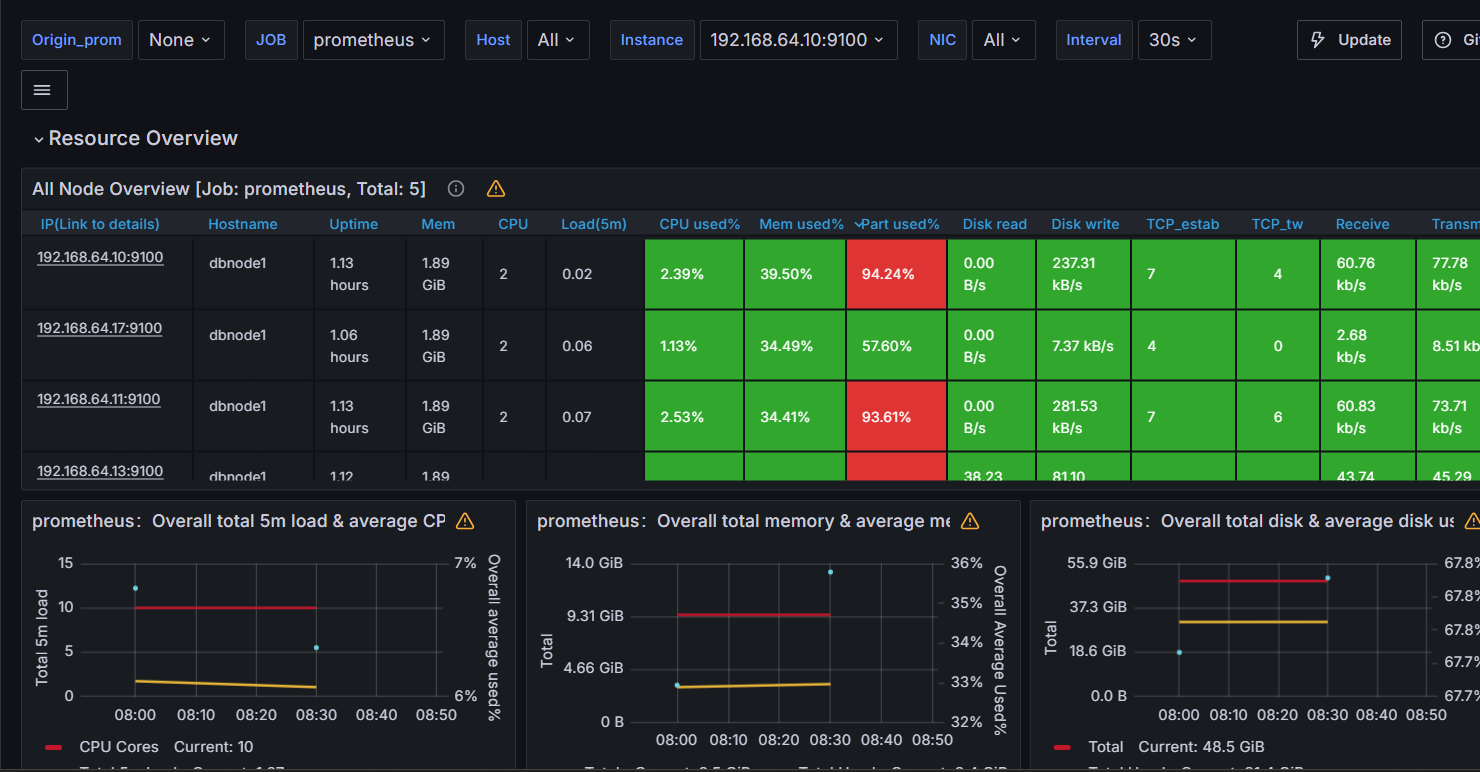 Origin_prom None JOB prometheus Host All Instance 192.168.64.10:9100 NIC All Interval 30s Update
Resource Overview
All Node Overview [Job: prometheus, Total: 5]
IP(Link to details) Hostname Uptime Mem CPU Load(5m) CPU used% Mem used% Part used% Disk read Disk write TCP_estab TCP_tw Receive Transm
192.168.64.10:9100 dbnode1 1.13 hours 1.89 GiB 2 0.02 2.39% 39.50% 94.24% 0.00 B/s 237.31 kB/s 7 4 60.76 kb/s 77.78 kb/s
192.168.64.17:9100 dbnode1 1.06 hours 1.89 GiB 2 0.06 1.13% 34.49% 57.60% 0.00 B/s 7.37 kB/s 4 0 2.68 kb/s 8.51 kb
192.168.64.11:9100 dbnode1 1.13 hours 1.89 GiB 2 0.07 2.53% 34.41% 93.61% 0.00 B/s 281.53 kB/s 7 6 60.83 kb/s 73.71 kb/s
192.168.64.13:9100 dbnode1 1.12 1.89 38.23 81.10 43.74 45.29
prometheus： Overall total 5m load & average CP
15
10
5
0
Total 5m load
7%
6%
Overall average used%
08:00 08:10 08:20 08:30 08:40 08:50
CPU Cores Current: 10
prometheus： Overall total memory & average me
14.0 GiB
9.31 GiB
4.66 GiB
0 B
Total
36%
35%
34%
33%
32%
Overall Average Used%
08:00 08:10 08:20 08:30 08:40 08:50
prometheus： Overall total disk & average disk us
55.9 GiB
37.3 GiB
18.6 GiB
0.0 B
Total
67.8%
67.8%
67.8%
67.7%
67.7%
08:00 08:10 08:20 08:30 08:40 08:50
Total Current: 48.5 GiB